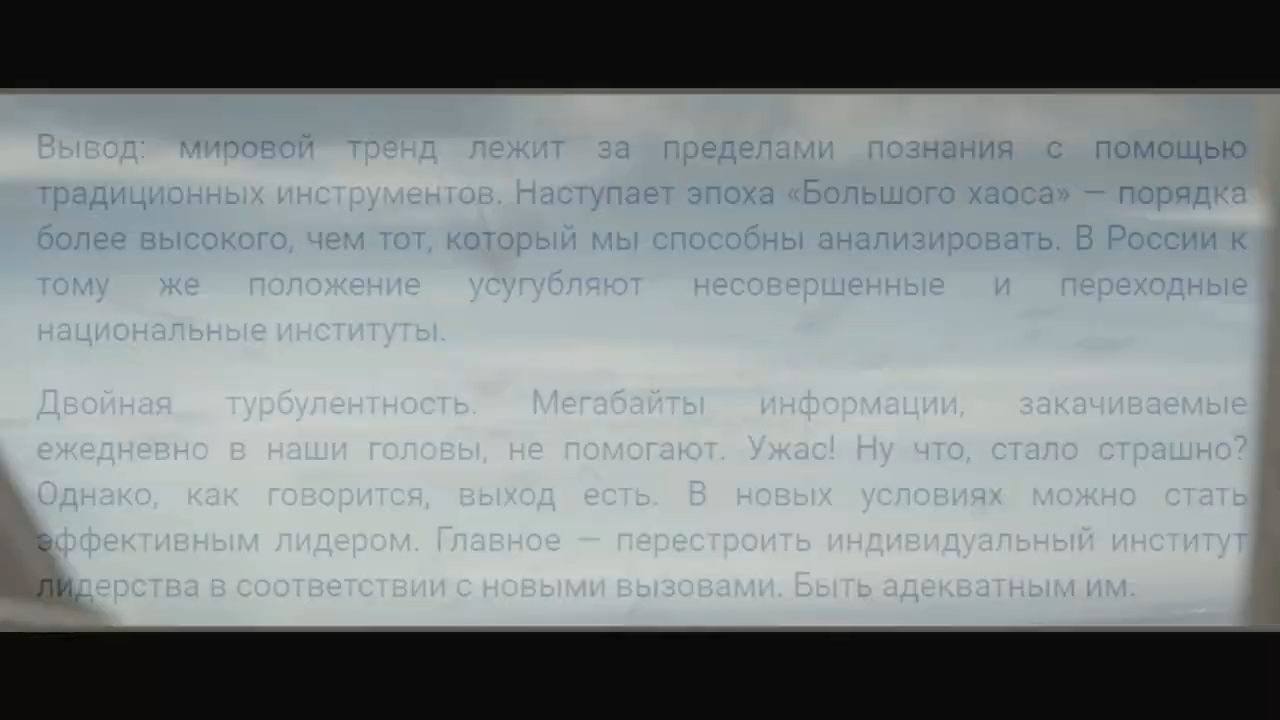 Вывод: мировой тренд лежит за пределами познания с помощью
традиционных инструментов. Наступает эпоха «Большого хаоса» — порядка
более высокого, чем тот, который мы способны анализировать. В России к
тому же положение усугубляют несовершенные и переходные
национальные институты.
Двойная турбулентность. Мегабайты информации, закачиваемые
ежедневно в наши головы, не помогают. Ужас! Ну что, стало страшно?
Однако, как говорится, выход есть. В новых условиях можно стать
эффективным лидером. Главное — перестроить индивидуальный институт
лидерства в соответствии с новыми вызовами. Быть адекватным им.